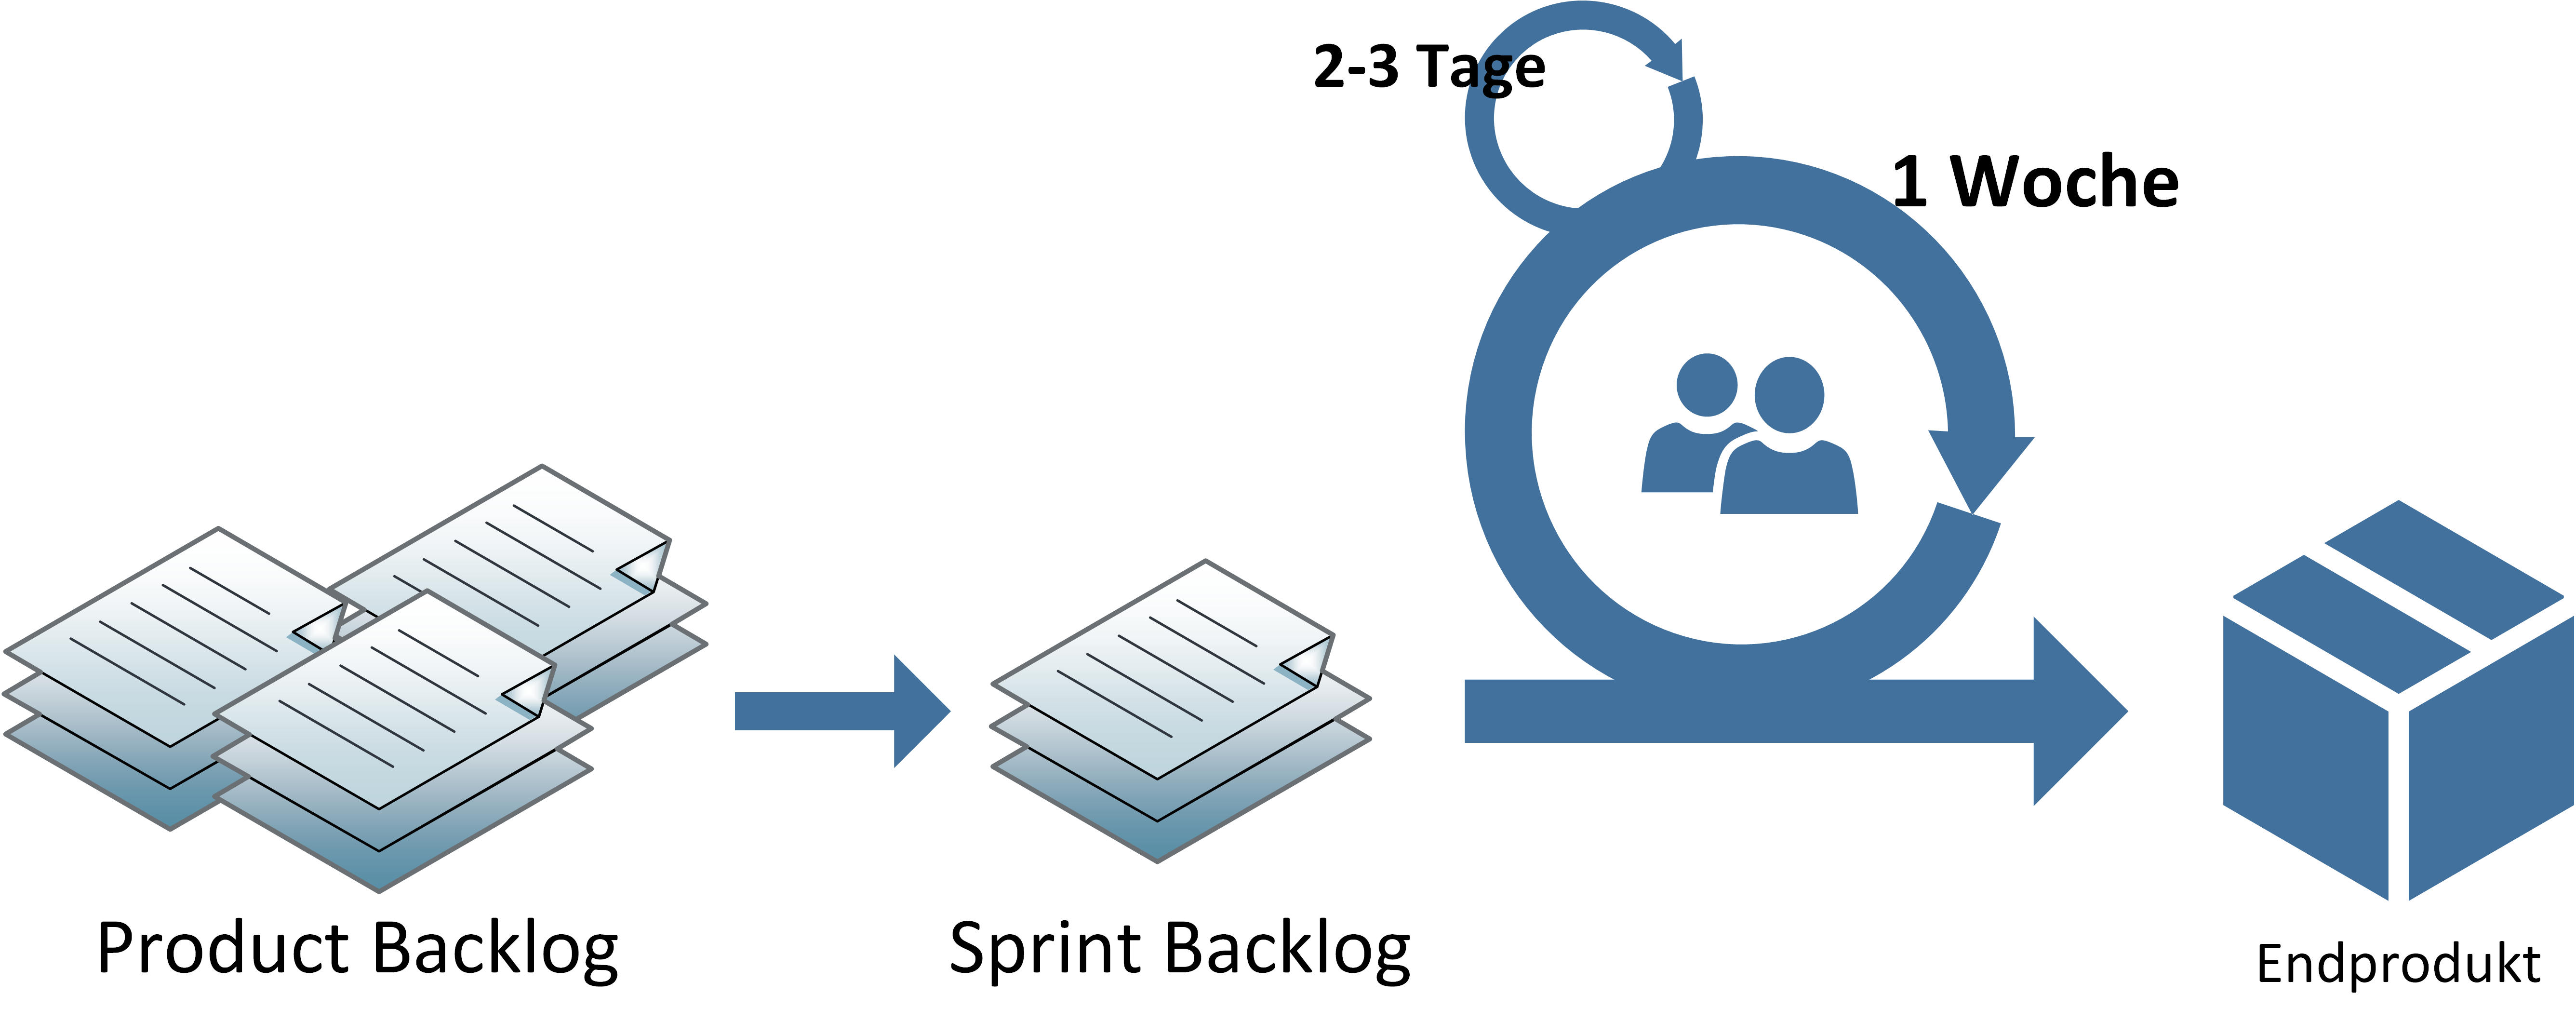 2-3 Tage
1 Woche
Product Backlog
Sprint Backlog
Endprodukt